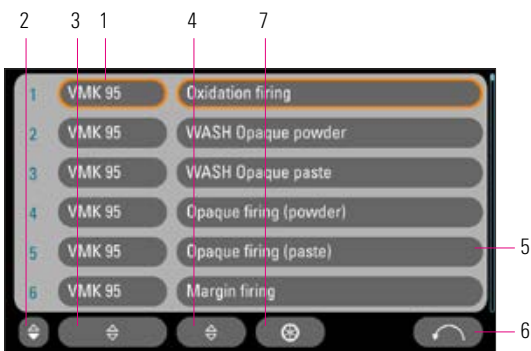 2 3 1 4 7
1 VMK 95 Oxidation firing
2 VMK 95 WASH Opaque powder
3 VMK 95 WASH Opaque paste
4 VMK 95 Opaque firing (powder)
5 VMK 95 Opaque firing (paste) 5
6 VMK 95 Margin firing
6